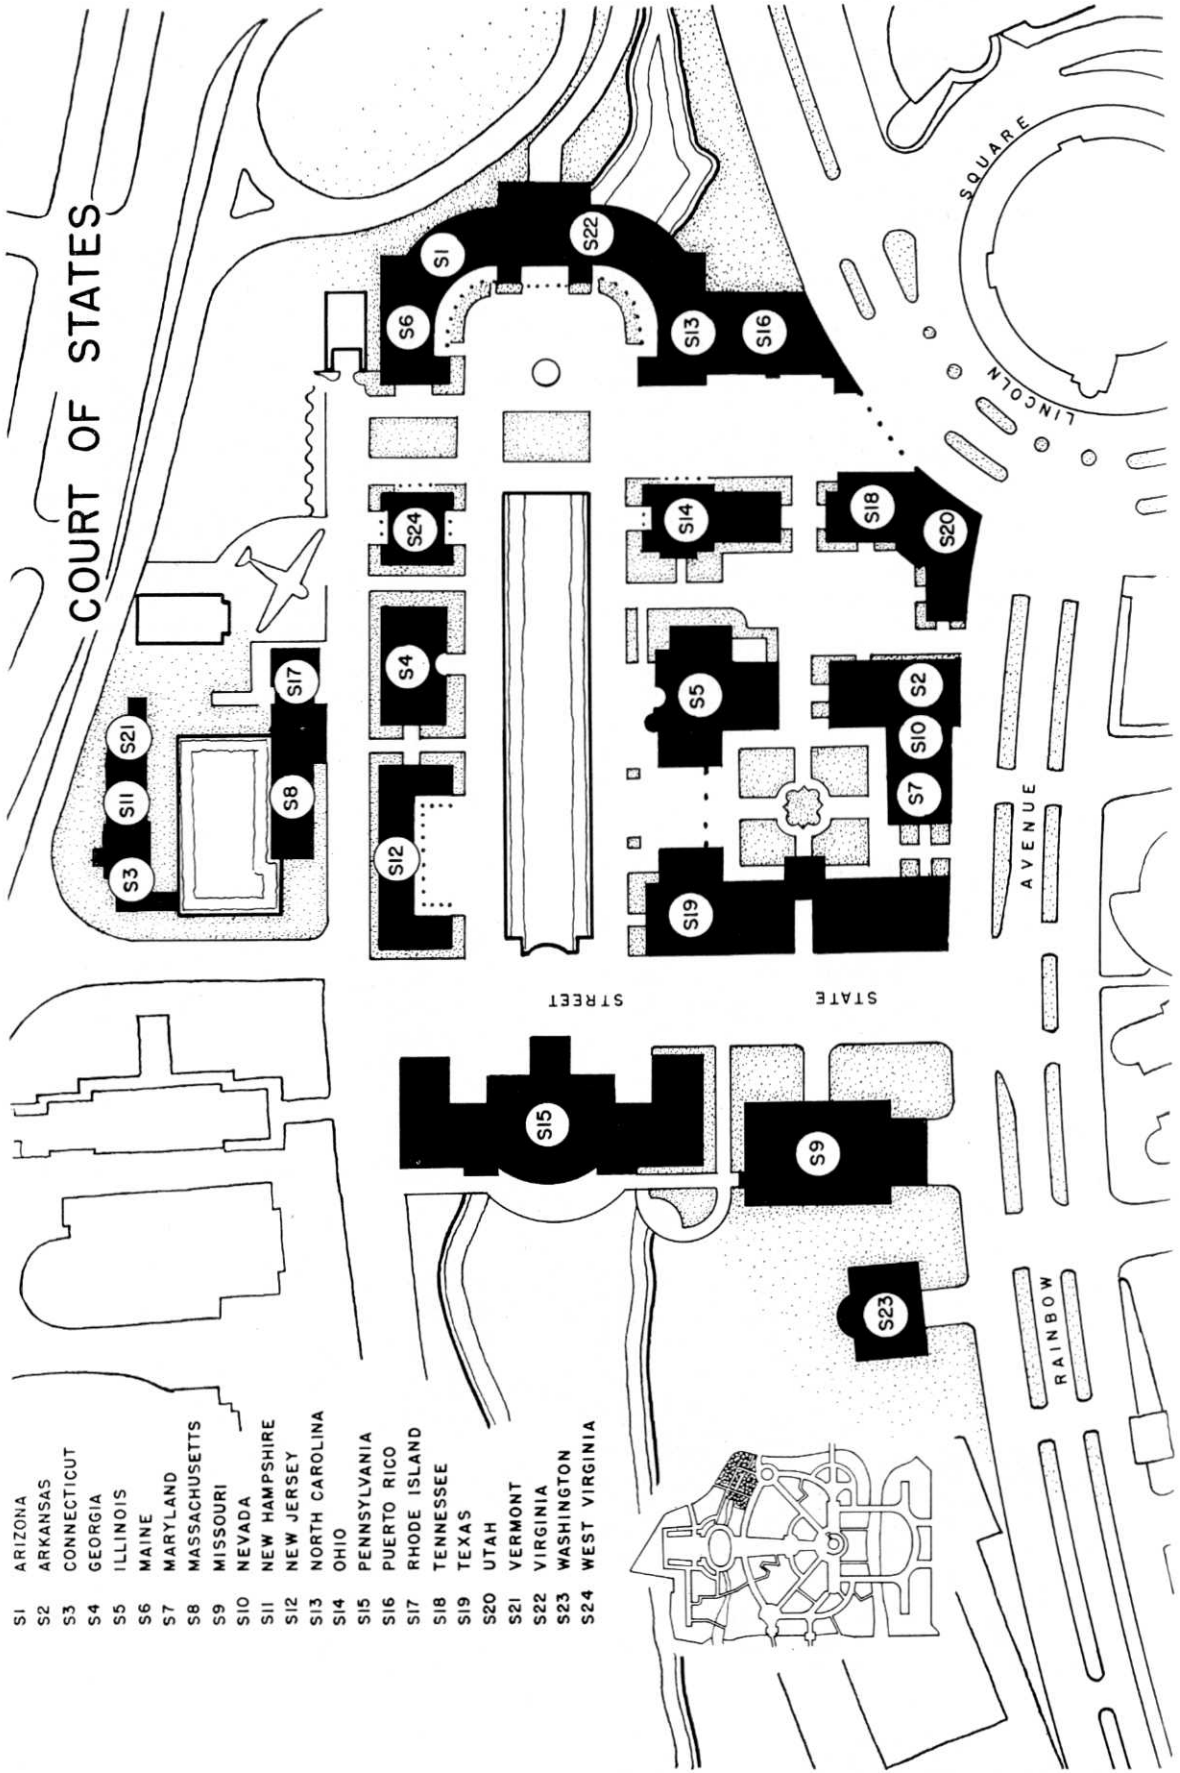 COURT OF STATES
S1 ARIZONA
S2 ARKANSAS
S3 CONNECTICUT
S4 GEORGIA
S5 ILLINOIS
S6 MAINE
S7 MARYLAND
S8 MASSACHUSETTS
S9 MISSOURI
S10 NEVADA
S11 NEW HAMPSHIRE
S12 NEW JERSEY
S13 NORTH CAROLINA
S14 OHIO
S15 PENNSYLVANIA
S16 PUERTO RICO
S17 RHODE ISLAND
S18 TENNESSEE
S19 TEXAS
S20 UTAH
S21 VERMONT
S22 VIRGINIA
S23 WASHINGTON
S24 WEST VIRGINIA
S3
S11
S21
S8
S17
S12
S4
S24
S6
S1
S22
S13
S16
S15
STREET
S19
S5
S14
STATE
S9
S7
S10
S2
S18
S20
S23
RAINBOW
AVENUE
LINCOLN
SQUARE